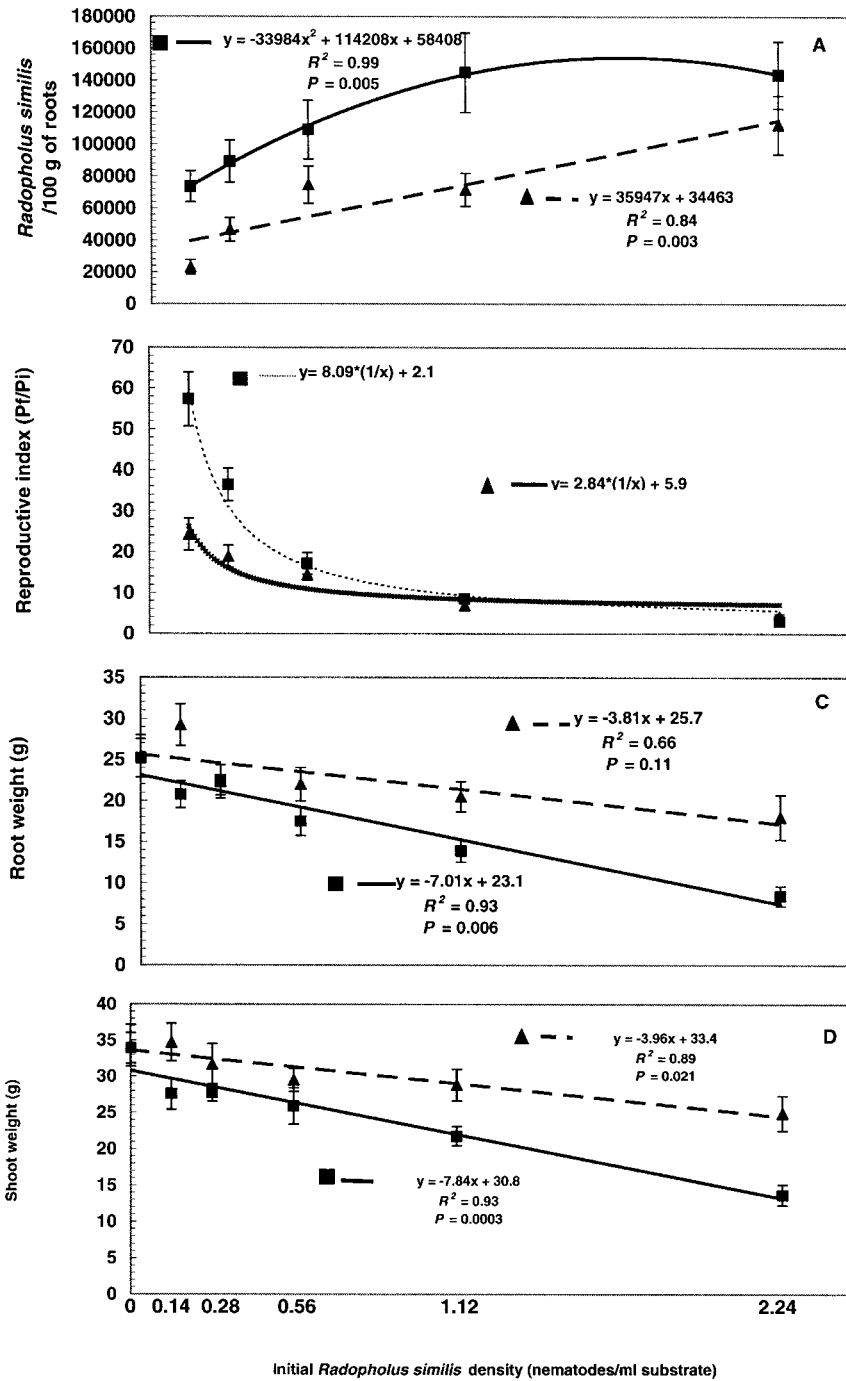 180000
160000
140000
120000
100000
80000
60000
40000
20000
0
Radopholus similis
/100 g of roots
A
y = -33984x² + 114208x + 58408
R² = 0.99
P = 0.005
y = 35947x + 34463
R² = 0.84
P = 0.003
70
60
50
40
30
20
10
0
Reproductive index (Pf/Pi)
y= 8.09*(1/x) + 2.1
y= 2.84*(1/x) + 5.9
35
30
25
20
15
10
5
0
Root weight (g)
C
y = -3.81x + 25.7
R² = 0.66
P = 0.11
y = -7.01x + 23.1
R² = 0.93
P = 0.006
40
35
30
25
20
15
10
5
0
Shoot weight (g)
D
y = -3.96x + 33.4
R² = 0.89
P = 0.021
y = -7.84x + 30.8
R² = 0.93
P = 0.0003
0 0.14 0.28 0.56 1.12 2.24
Initial Radopholus similis density (nematodes/ml substrate)